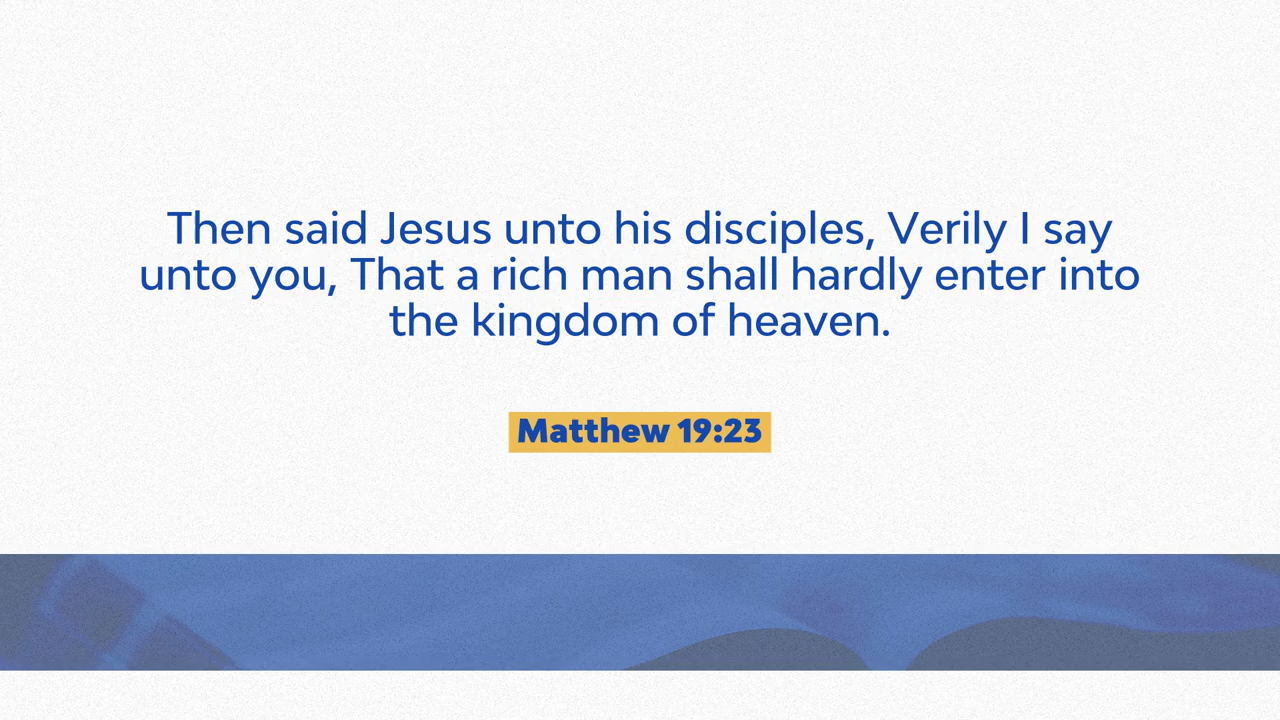 Then said Jesus unto his disciples, Verily I say
unto you, That a rich man shall hardly enter into
the kingdom of heaven.
Matthew 19:23